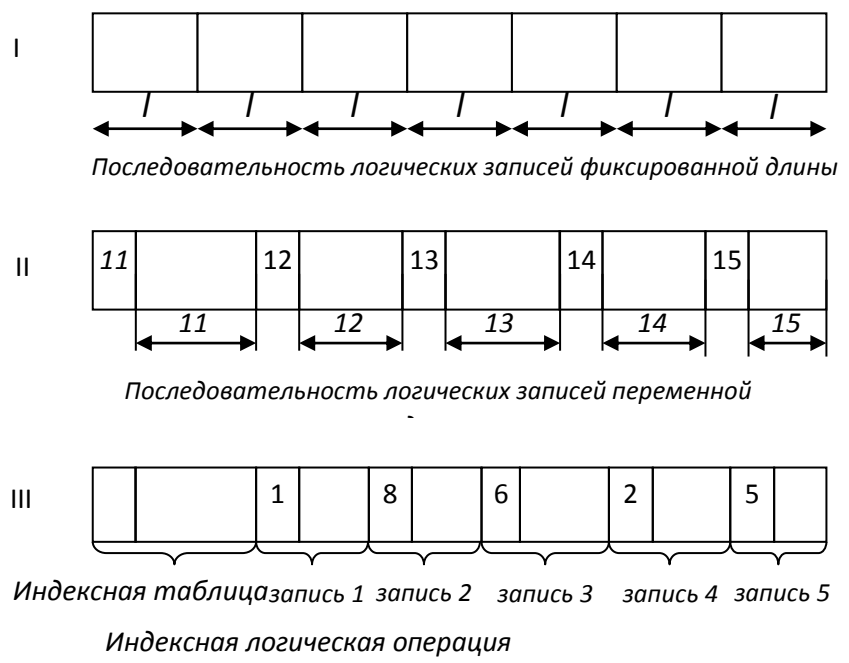 I
l l l l l l l
Последовательность логических записей фиксированной длины
II
11 12 13 14 15
11 12 13 14 15
Последовательность логических записей переменной
III
1 8 6 2 5
Индексная таблица запись 1 запись 2 запись 3 запись 4 запись 5
Индексная логическая операция